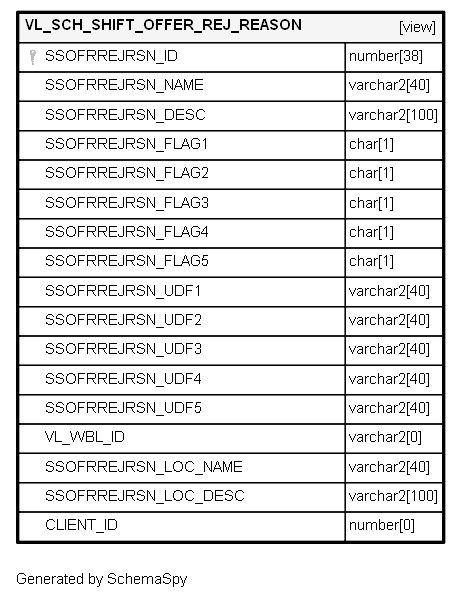 VL_SCH_SHIFT_OFFER_REJ_REASON [view]
SSOFRREJRSN_ID number[38]
SSOFRREJRSN_NAME varchar2[40]
SSOFRREJRSN_DESC varchar2[100]
SSOFRREJRSN_FLAG1 char[1]
SSOFRREJRSN_FLAG2 char[1]
SSOFRREJRSN_FLAG3 char[1]
SSOFRREJRSN_FLAG4 char[1]
SSOFRREJRSN_FLAG5 char[1]
SSOFRREJRSN_UDF1 varchar2[40]
SSOFRREJRSN_UDF2 varchar2[40]
SSOFRREJRSN_UDF3 varchar2[40]
SSOFRREJRSN_UDF4 varchar2[40]
SSOFRREJRSN_UDF5 varchar2[40]
VL_WBL_ID varchar2[0]
SSOFRREJRSN_LOC_NAME varchar2[40]
SSOFRREJRSN_LOC_DESC varchar2[100]
CLIENT_ID number[0]
Generated by SchemaSpy